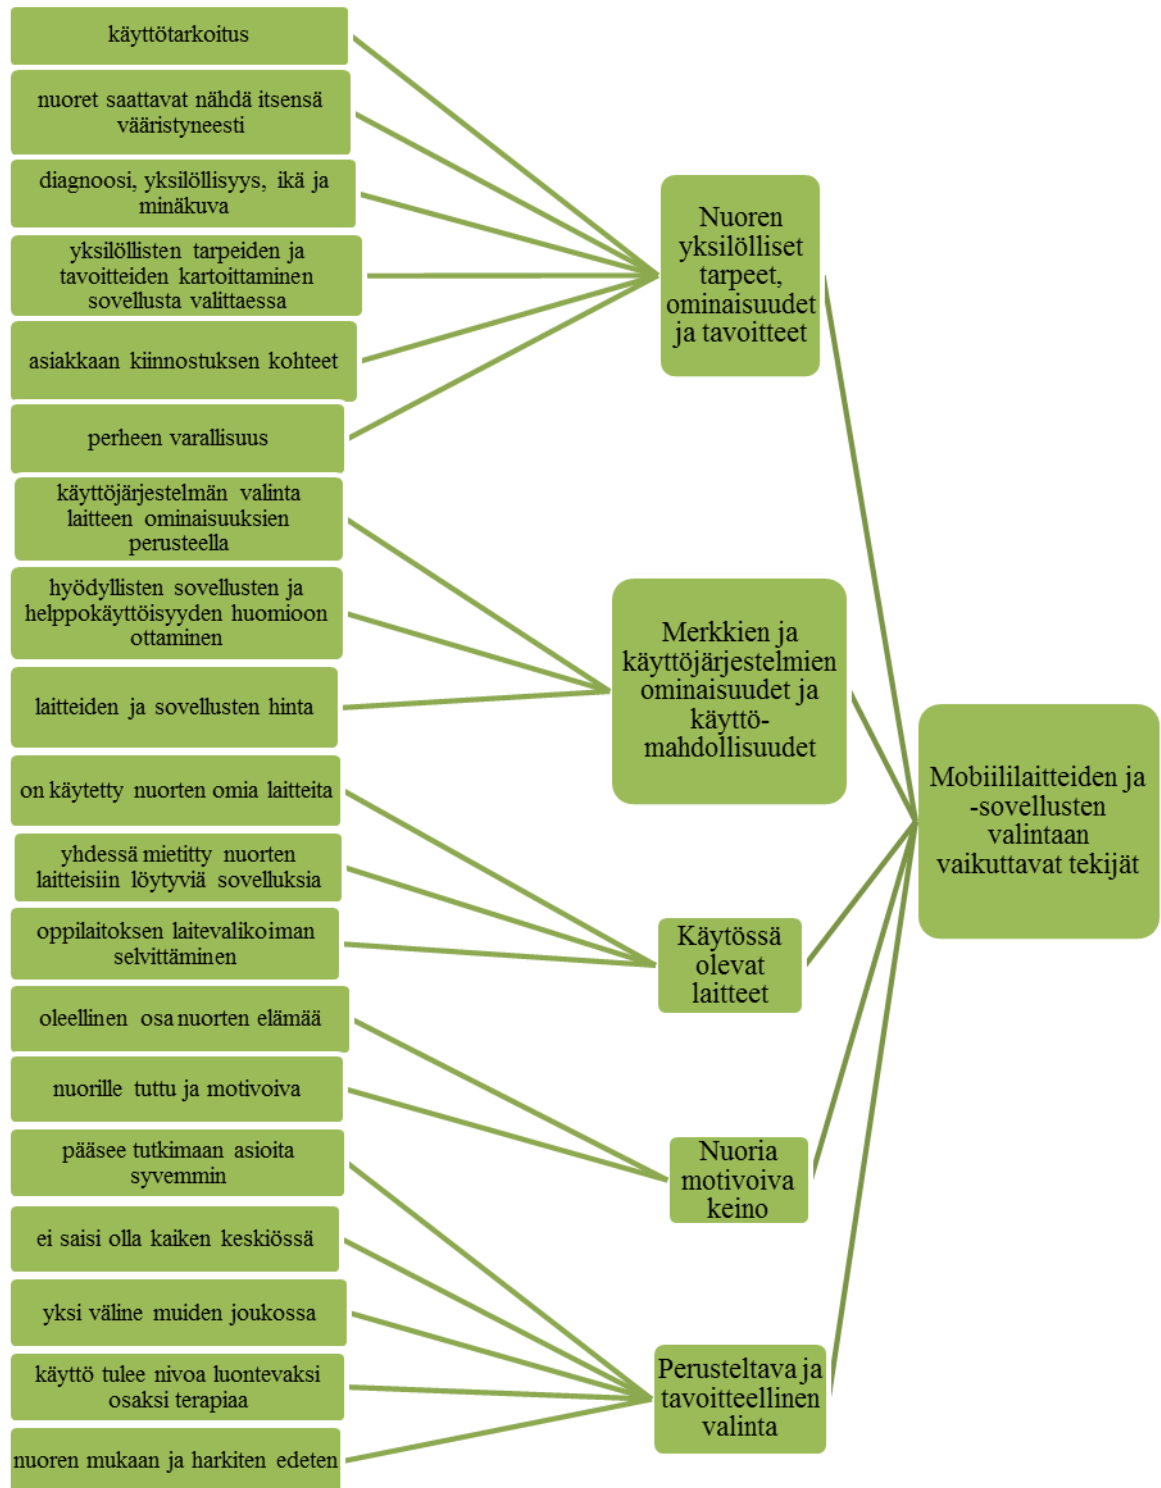 käyttötarkoitus
nuoret saattavat nähdä itsensä
vääristyneesti
diagnoosi, yksilöllisyys, ikä ja
minäkuva
yksilöllisten tarpeiden ja
tavoitteiden kartoittaminen
sovellusta valittaessa
asiakkaan kiinnostuksen kohteet
perheen varallisuus
käyttöjärjestelmän valinta
laitteen ominaisuuksien
perusteella
hyödyllisten sovellusten ja
helppokäyttöisyyden huomioon
ottaminen
laitteiden ja sovellusten hinta
on käytetty nuorten omia laitteita
yhdessä mietitty nuorten
laitteisiin löytyviä sovelluksia
oppilaitoksen laitevalikoiman
selvittäminen
oleellinen osa nuorten elämää
nuorille tuttu ja motivoiva
pääsee tutkimaan asioita
syvemmin
ei saisi olla kaiken keskiössä
yksi väline muiden joukossa
käyttö tulee nivoa luontevaksi
osaksi terapiaa
nuoren mukaan ja harkiten edeten
Nuoren
yksilölliset
tarpeet,
ominaisuudet
ja tavoitteet
Merkkien ja
käyttöjärjestelmien
ominaisuudet ja
käyttö-
mahdollisuudet
Käytössä
olevat
laitteet
Nuoria
motivoiva
keino
Perusteltava ja
tavoitteellinen
valinta
Mobiililaitteiden ja
-sovellusten
valintaan
vaikuttavat tekijät